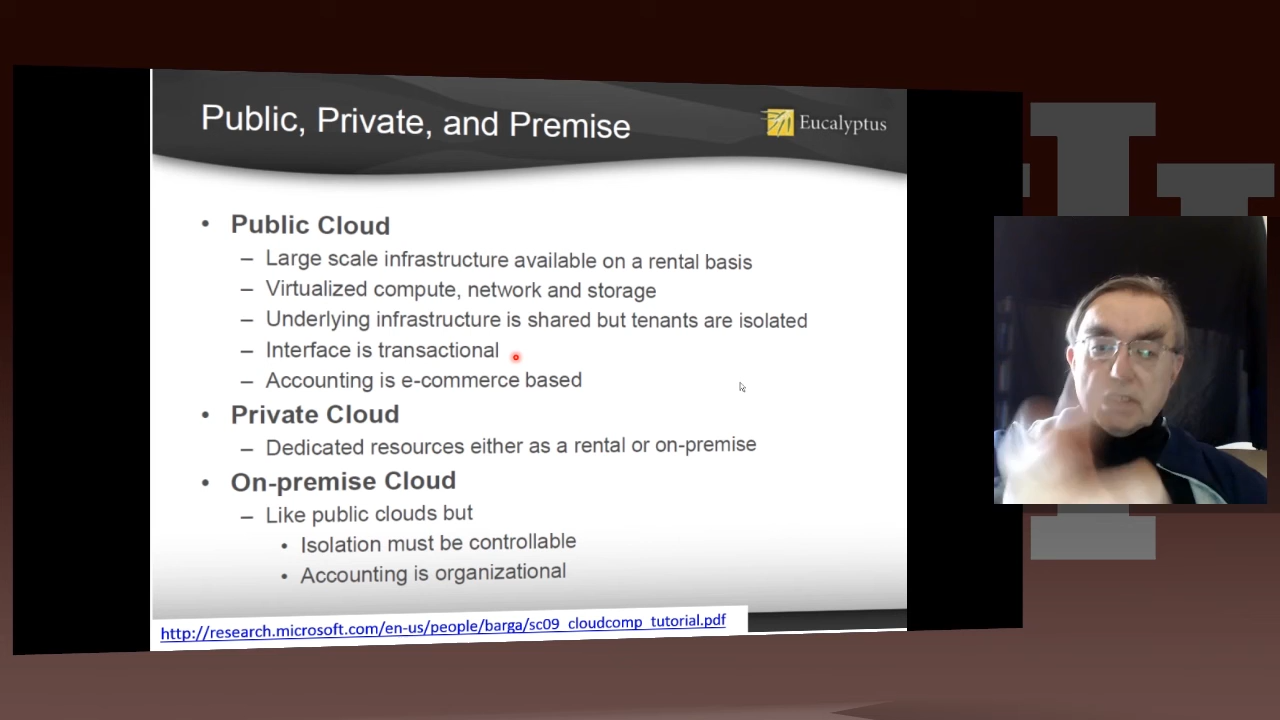 Public, Private, and Premise
Eucalyptus
• Public Cloud
– Large scale infrastructure available on a rental basis
– Virtualized compute, network and storage
– Underlying infrastructure is shared but tenants are isolated
– Interface is transactional
– Accounting is e-commerce based
• Private Cloud
– Dedicated resources either as a rental or on-premise
• On-premise Cloud
– Like public clouds but
• Isolation must be controllable
• Accounting is organizational
http://research.microsoft.com/en-us/people/barga/sc09_cloudcomp_tutorial.pdf